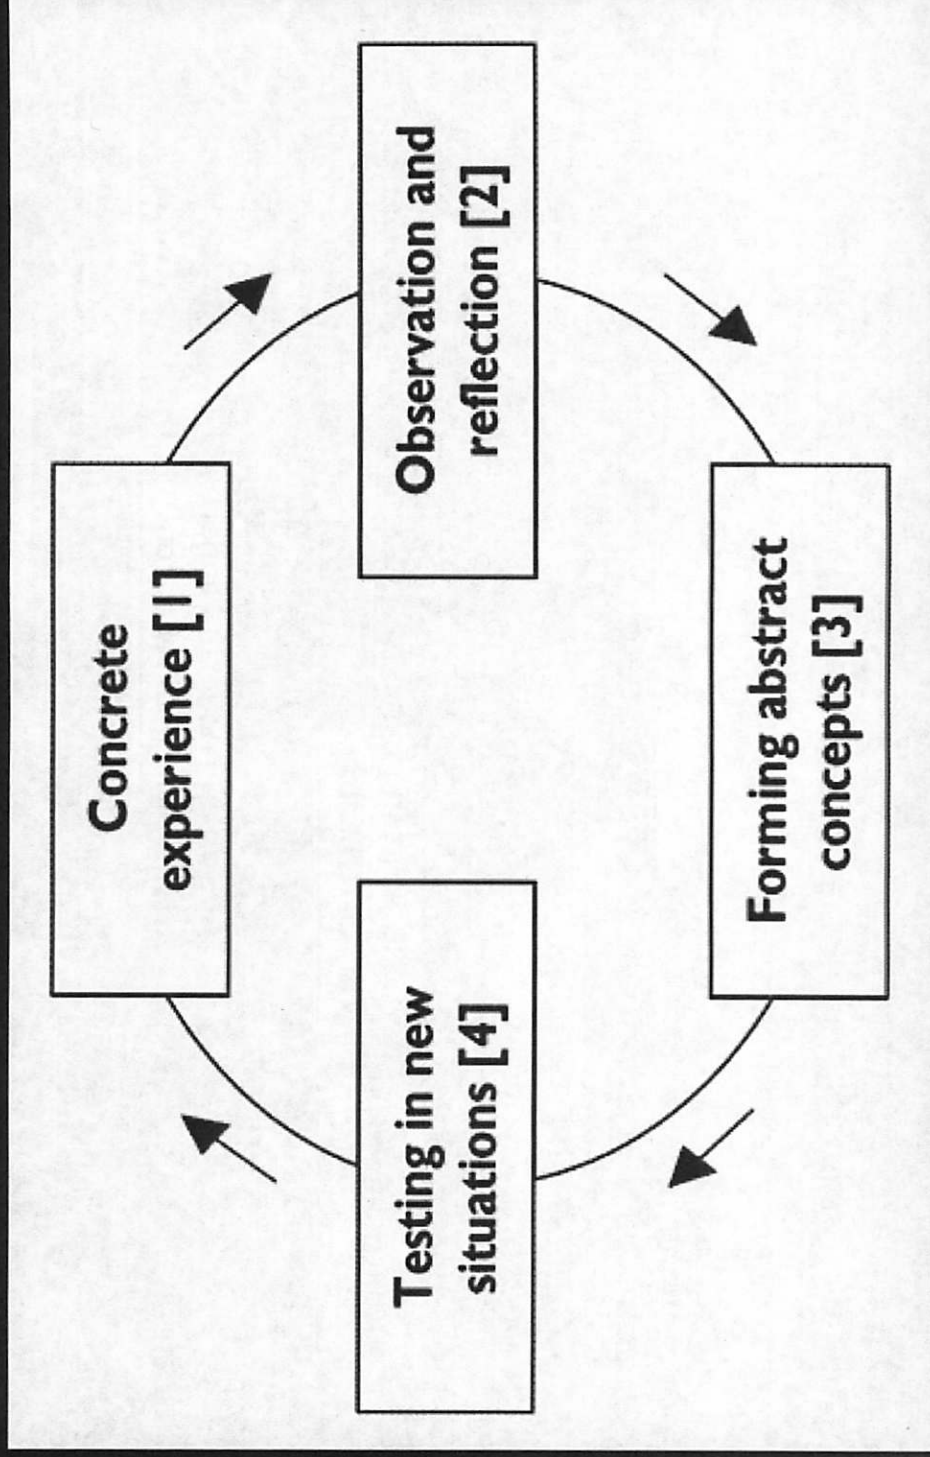 Concrete
experience [1]
Observation and
reflection [2]
Forming abstract
concepts [3]
Testing in new
situations [4]